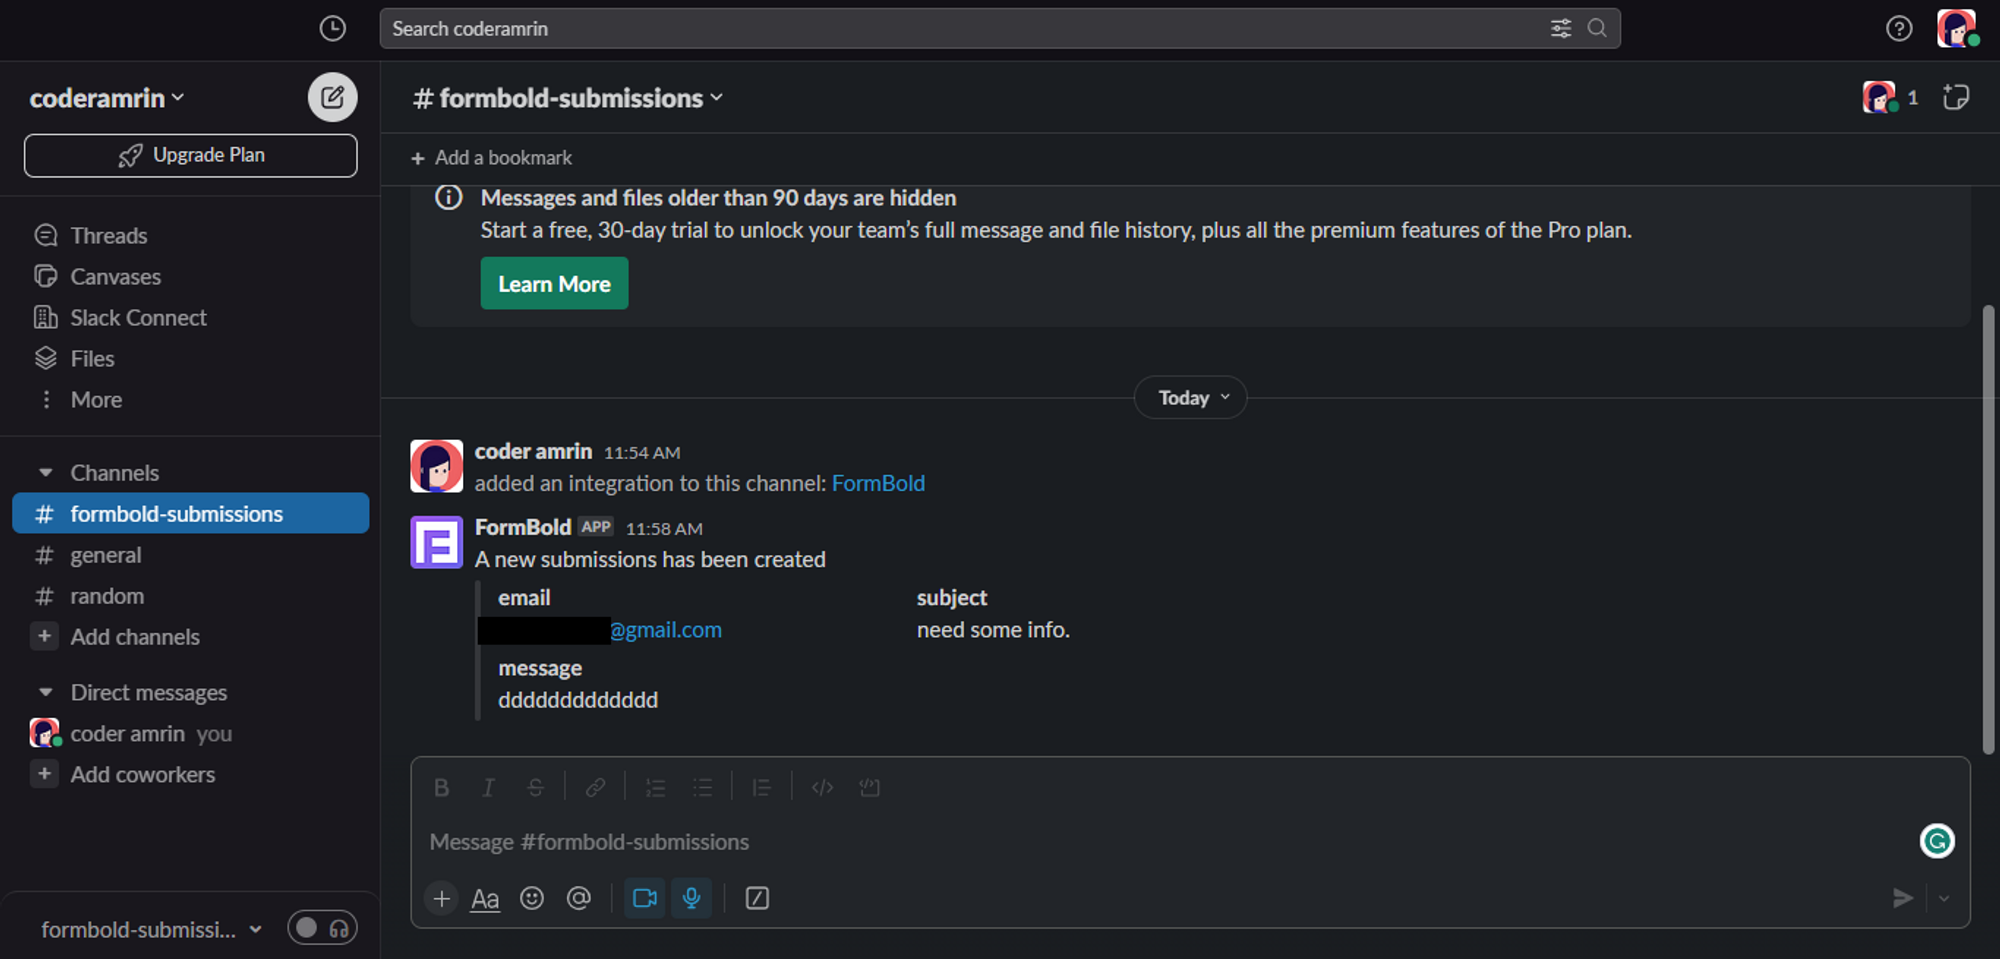 Search coderamrin
coderamrin
Upgrade Plan
Threads
Canvases
Slack Connect
Files
More
Channels
# formbold-submissions
# general
# random
+ Add channels
Direct messages
coder amrin you
+ Add coworkers
formbold-submissi...
# formbold-submissions
1
+ Add a bookmark
Messages and files older than 90 days are hidden
Start a free, 30-day trial to unlock your team’s full message and file history, plus all the premium features of the Pro plan.
Learn More
Today
coder amrin 11:54 AM
added an integration to this channel: FormBold
FormBold APP 11:58 AM
A new submissions has been created
email subject
@gmail.com need some info.
message
ddddddddddddd
B I S
Message #formbold-submissions
+ Aa @